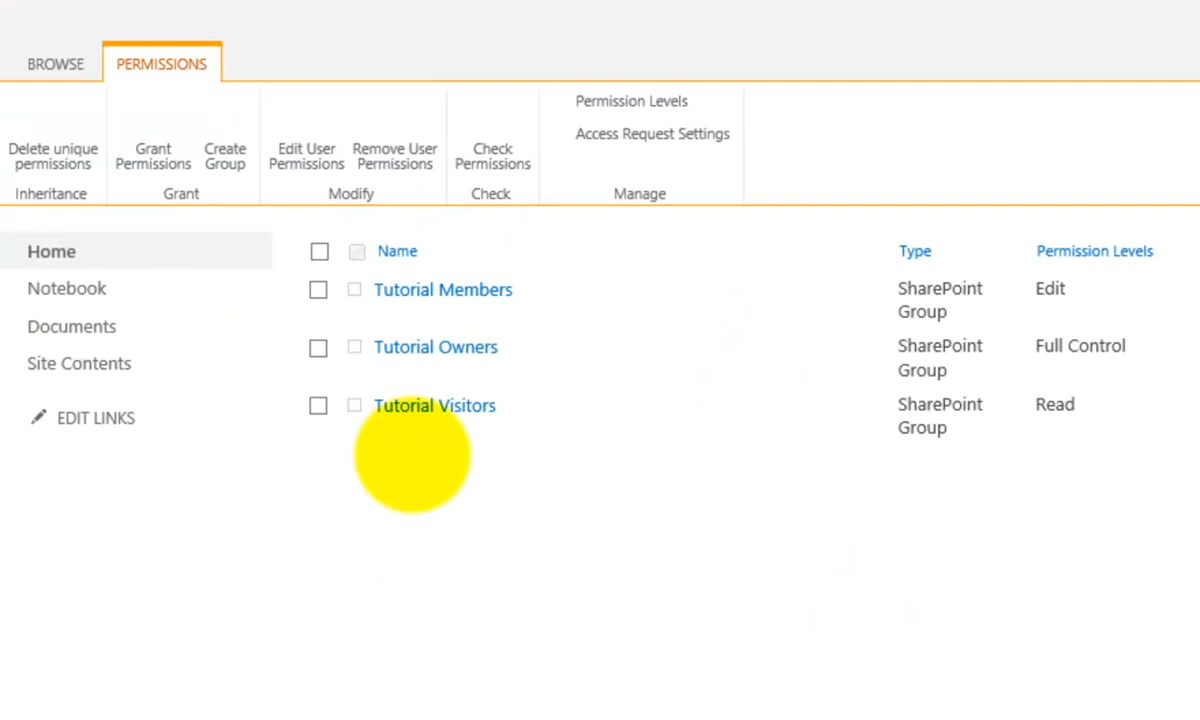 BROWSE PERMISSIONS
Permission Levels
Access Request Settings
Delete unique permissions
Grant Permissions
Create Group
Edit User Permissions
Remove User Permissions
Check Permissions
Inheritance Grant Modify Check Manage
Home
Notebook
Documents
Site Contents
EDIT LINKS
Name Type Permission Levels
Tutorial Members SharePoint Group Edit
Tutorial Owners SharePoint Group Full Control
Tutorial Visitors SharePoint Group Read